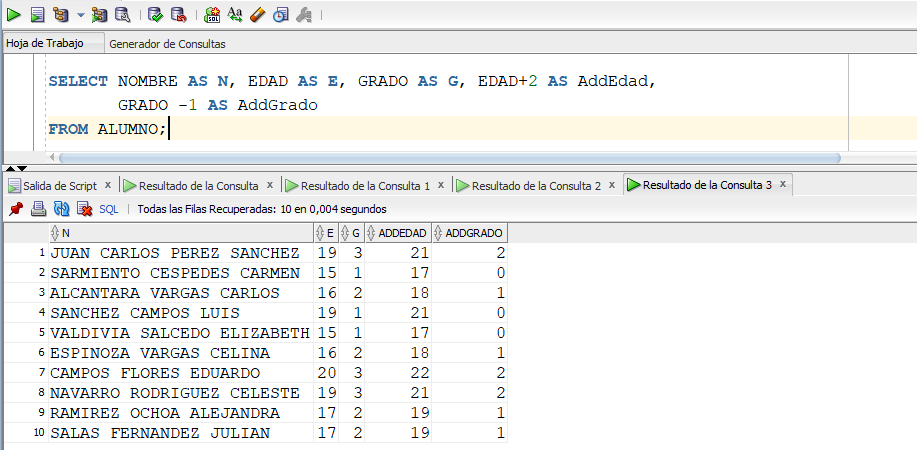 SQL Aa
Hoja de Trabajo Generador de Consultas
SELECT NOMBRE AS N, EDAD AS E, GRADO AS G, EDAD+2 AS AddEdad,
GRADO -1 AS AddGrado
FROM ALUMNO;
Salida de Script x Resultado de la Consulta x Resultado de la Consulta 1 x Resultado de la Consulta 2 x Resultado de la Consulta 3 x
SQL | Todas las Filas Recuperadas: 10 en 0,004 segundos
N E G ADDEDAD ADDGRADO
1 JUAN CARLOS PEREZ SANCHEZ 19 3 21 2
2 SARMIENTO CESPEDES CARMEN 15 1 17 0
3 ALCANTARA VARGAS CARLOS 16 2 18 1
4 SANCHEZ CAMPOS LUIS 19 1 21 0
5 VALDIVIA SALCEDO ELIZABETH 15 1 17 0
6 ESPINOZA VARGAS CELINA 16 2 18 1
7 CAMPOS FLORES EDUARDO 20 3 22 2
8 NAVARRO RODRIGUEZ CELESTE 19 3 21 2
9 RAMIREZ OCHOA ALEJANDRA 17 2 19 1
10 SALAS FERNANDEZ JULIAN 17 2 19 1